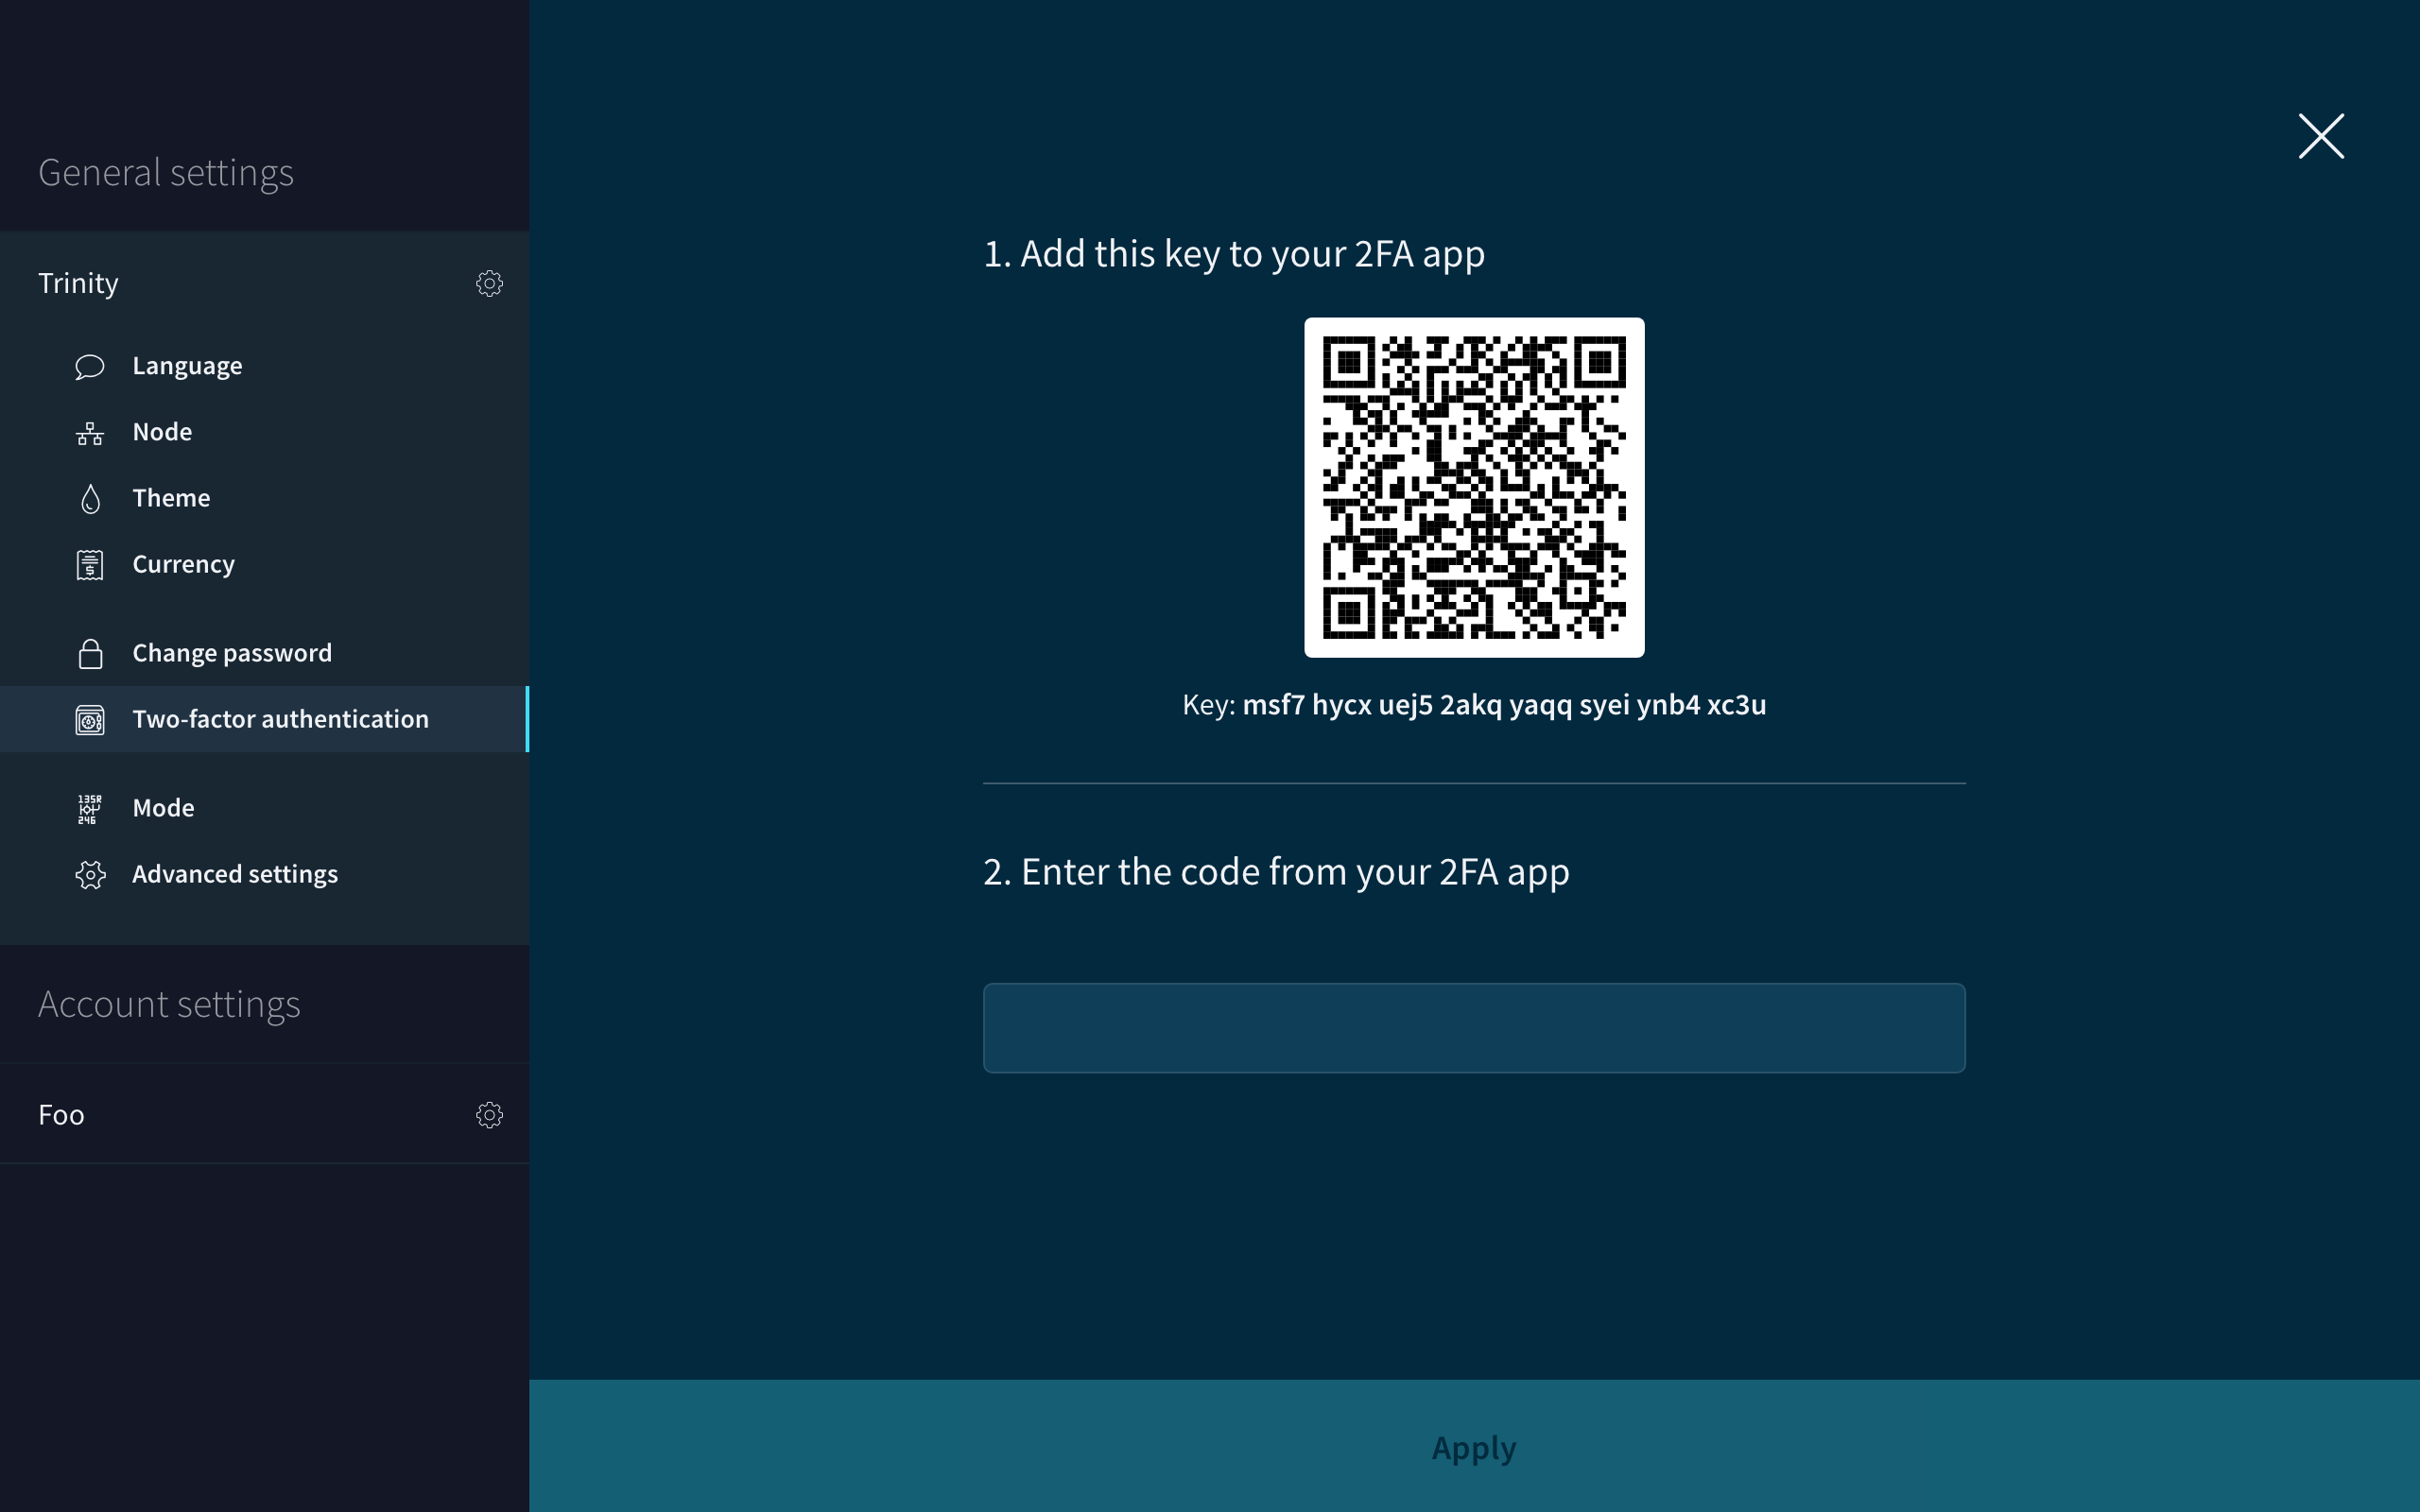 General settings
Trinity
Language
Node
Theme
Currency
Change password
Two-factor authentication
135R
246
Mode
Advanced settings
Account settings
Foo
1. Add this key to your 2FA app
Key: msf7 hycx uej5 2akq yaqq syei ynb4 xc3u
2. Enter the code from your 2FA app
Apply